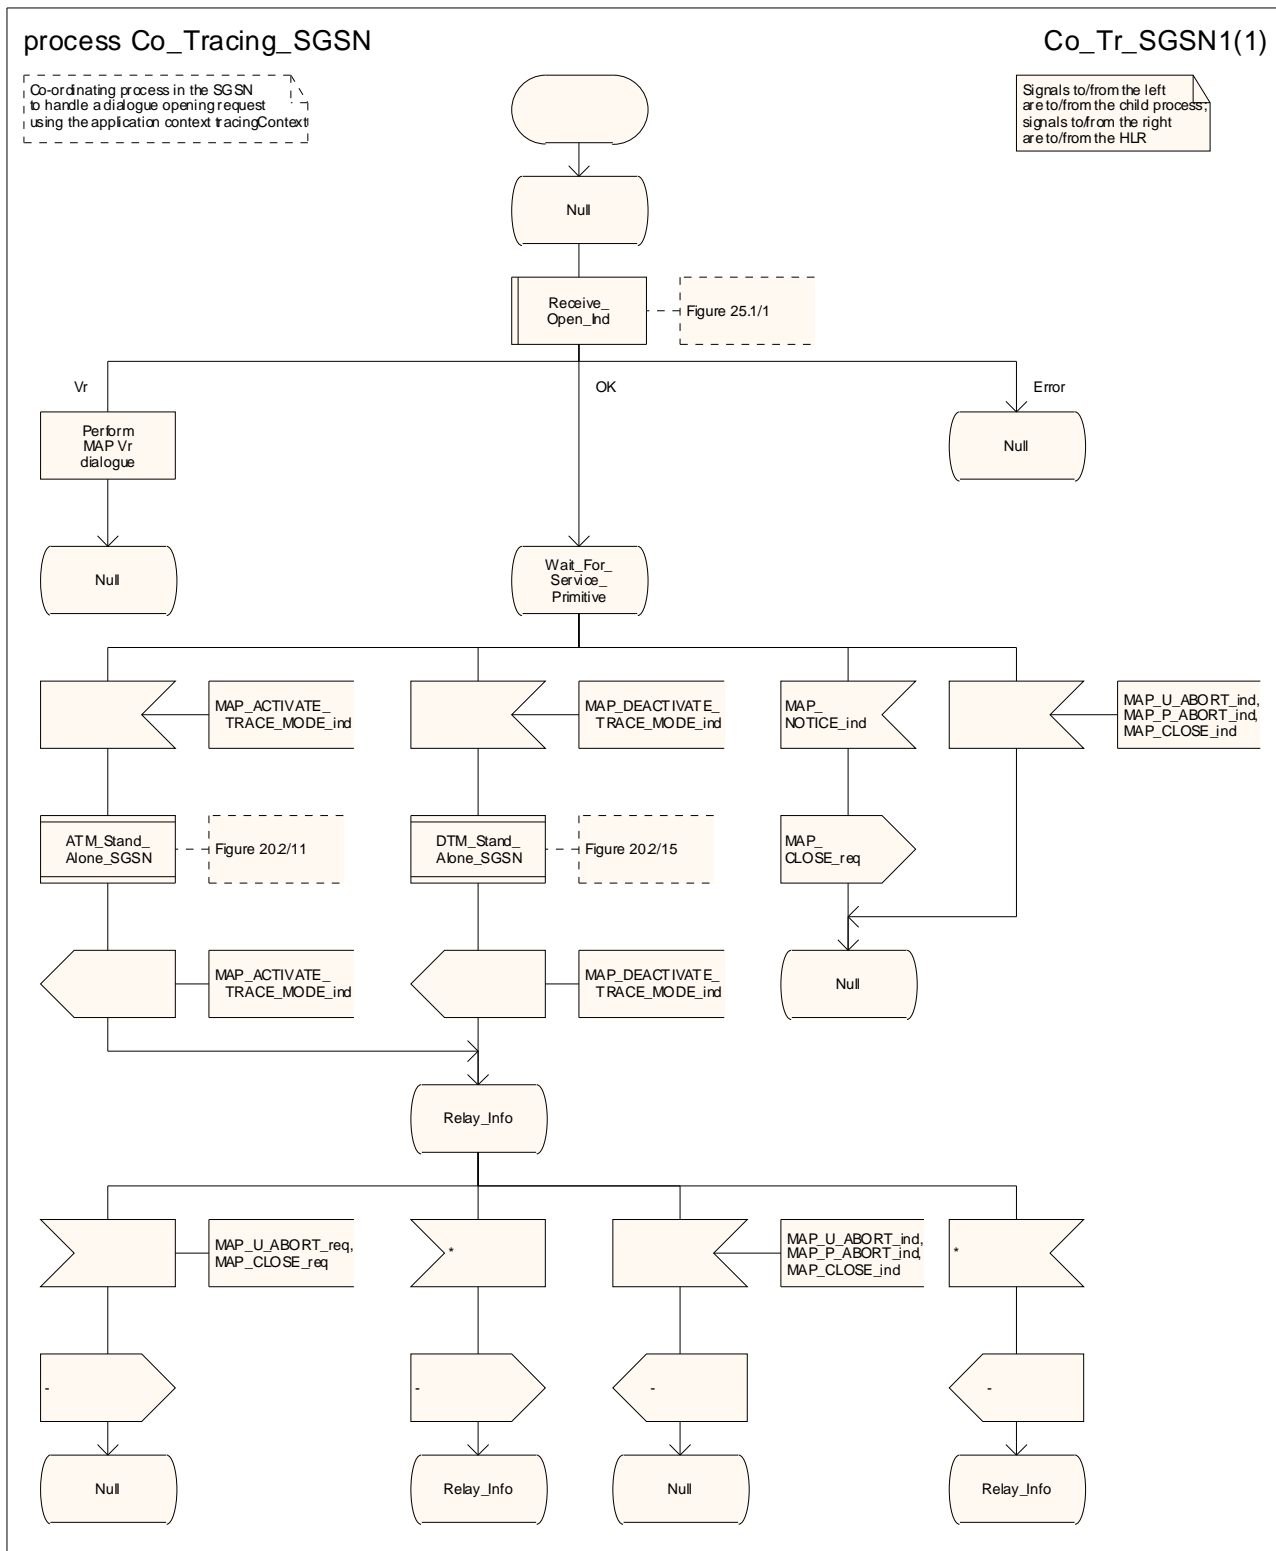 process Co_Tracing_SGSN
Co_Tr_SGSN1(1)
Co-ordinating process in the SGSN
to handle a dialogue opening request
using the application context tracingContext
Signals to/from the left
are to/from the child process;
signals to/from the right
are to/from the HLR
Null
Receive_
Open_Ind
Figure 25.1/1
Vr
OK
Error
Perform
MAP Vr
dialogue
Null
Null
Wait_For_
Service_
Primitive
MAP_ACTIVATE_
TRACE_MODE_ind
MAP_DEACTIVATE_
TRACE_MODE_ind
MAP_
NOTICE_ind
MAP_U_ABORT_ind,
MAP_P_ABORT_ind,
MAP_CLOSE_ind
ATM_Stand_
Alone_SGSN
Figure 20.2/11
DTM_Stand_
Alone_SGSN
Figure 20.2/15
MAP_
CLOSE_req
MAP_ACTIVATE_
TRACE_MODE_ind
MAP_DEACTIVATE_
TRACE_MODE_ind
Null
Relay_Info
MAP_U_ABORT_req,
MAP_CLOSE_req
*
MAP_U_ABORT_ind,
MAP_P_ABORT_ind,
MAP_CLOSE_ind
*
-
-
-
-
Null
Relay_Info
Null
Relay_Info